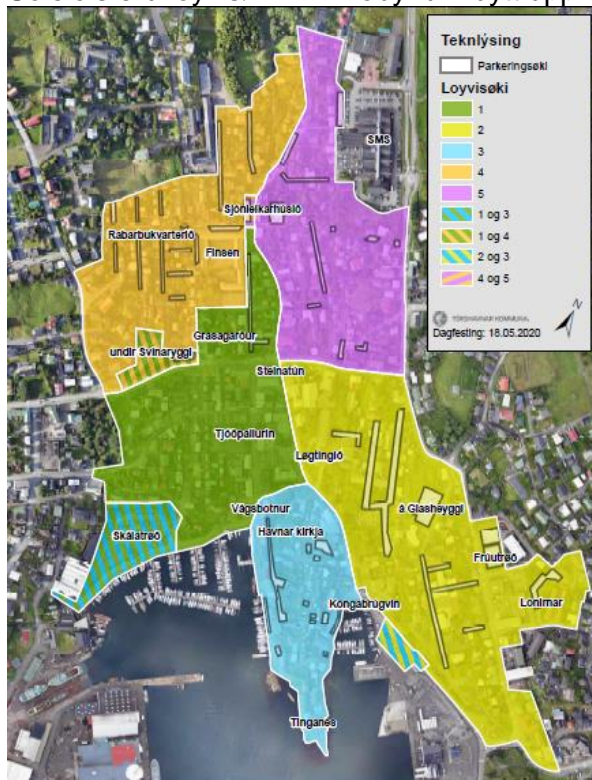 Teknlýsing
Parkeringsøki
Loyvisøki
1
2
3
4
5
1 og 3
1 og 4
2 og 3
4 og 5
TÓRSHAVNAR KOMMUNA
Dagfesting: 18.05.2020
N
SMS
Sjónleikarhúsið
Rabarbukvarterið
Finsen
Grasagarður
undir Svínaryggi
Steinatún
Tjóðpallurin
Løgtingið
Vágsbotnur
á Glasheyggi
Skálatrøð
Havnar kirkja
Frúutrøð
Kongabrúgvin
Lonirnar
Tinganes